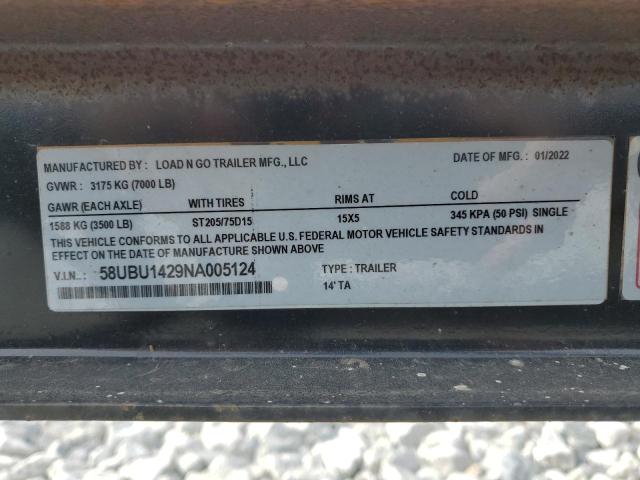 MANUFACTURED BY: LOAD N GO TRAILER MFG., LLC DATE OF MFG. : 01/2022
GVWR : 3175 KG (7000 LB)
GAWR (EACH AXLE) WITH TIRES RIMS AT COLD
1588 KG (3500 LB) ST205/75D15 15X5 345 KPA (50 PSI) SINGLE
THIS VEHICLE CONFORMS TO ALL APPLICABLE U.S. FEDERAL MOTOR VEHICLE SAFETY STANDARDS IN
EFFECT ON THE DATE OF MANUFACTURE SHOWN ABOVE
V.I.N.. : 58UBU1429NA005124 TYPE : TRAILER
14' TA